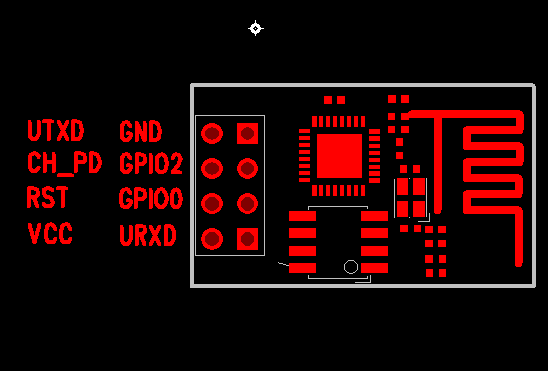 UTXD GND
CH_PD GPIO2
RST GPIO0
VCC URXD